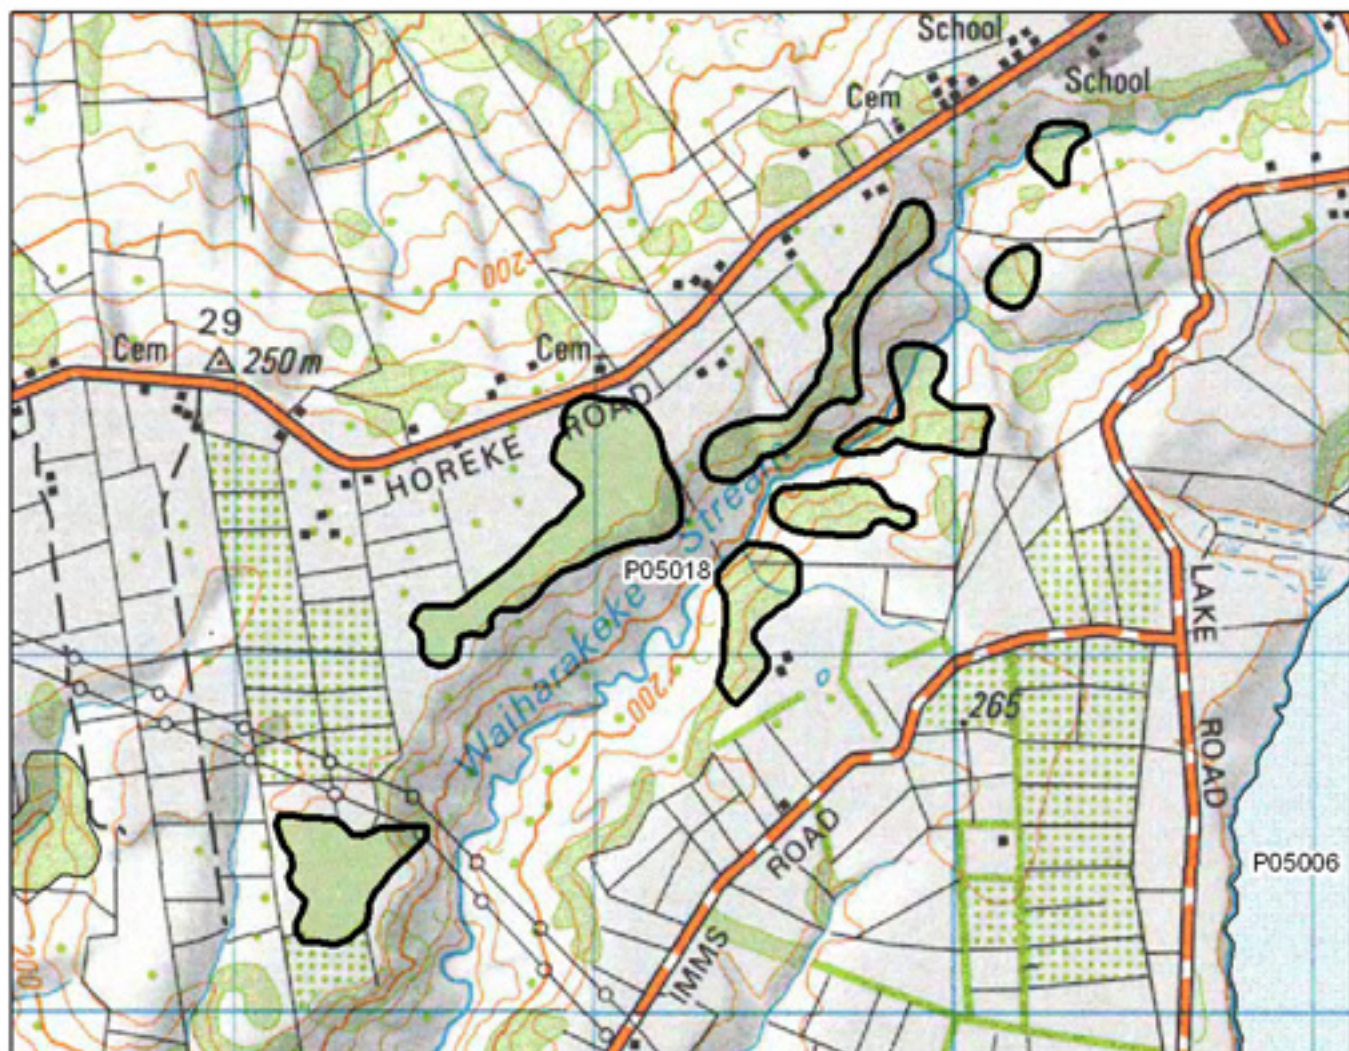 School
School
Cem
200
29
Cem
250 m
Cem
HOREKE ROAD
Waiharakeke Stream
P05018
LAKE ROAD
200
265
IMMS ROAD
P05006
200